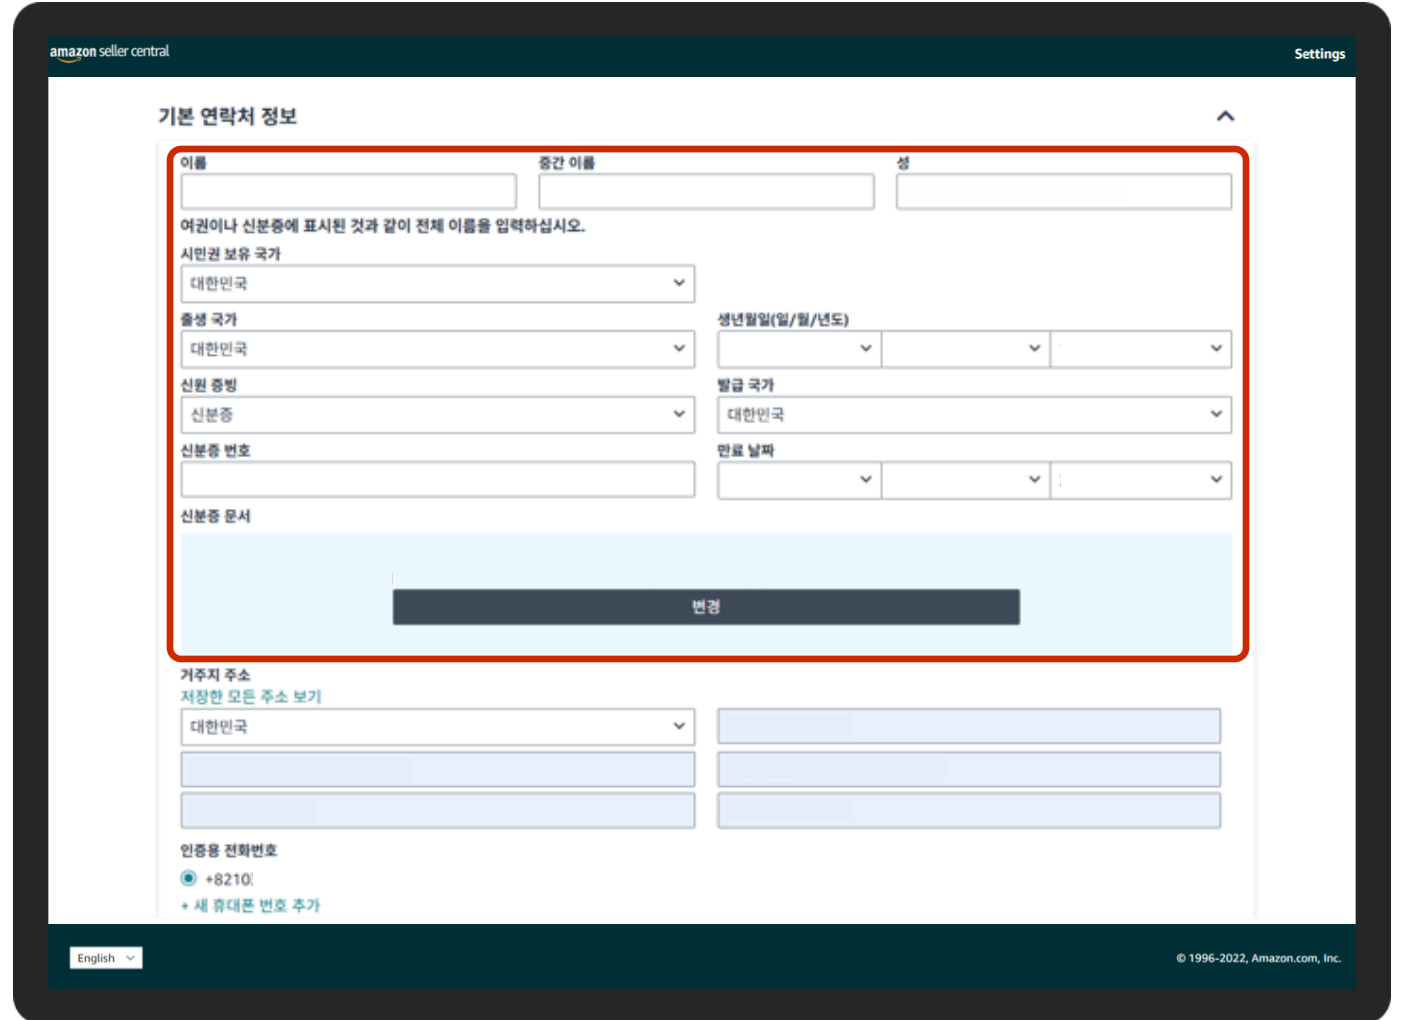 amazon seller central
Settings
기본 연락처 정보
이름 중간 이름 성
여권이나 신분증에 표시된 것과 같이 전체 이름을 입력하십시오.
시민권 보유 국가
대한민국
출생 국가 생년월일(일/월/년도)
대한민국
신원 증빙 발급 국가
신분증 대한민국
신분증 번호 만료 날짜
신분증 문서
변경
거주지 주소
저장한 모든 주소 보기
대한민국
인증용 전화번호
+8210
+ 새 휴대폰 번호 추가
English
© 1996-2022, Amazon.com, Inc.